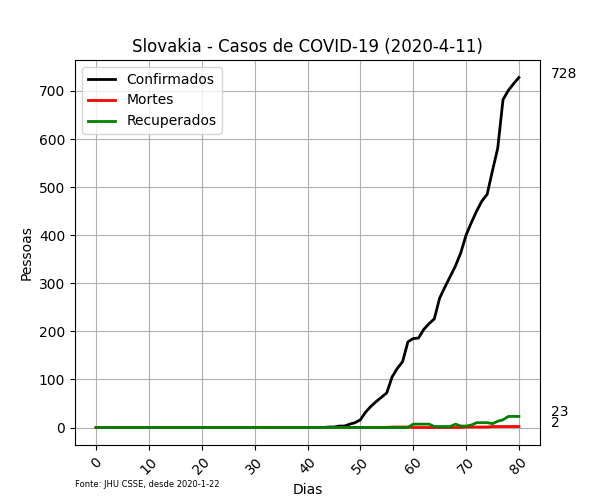 Slovakia - Casos de COVID-19 (2020-4-11)
Confirmados
Mortes
Recuperados
Pessoas
700
600
500
400
300
200
100
0
728
23
2
0
10
20
30
40
50
60
70
80
Dias
Fonte: JHU CSSE, desde 2020-1-22